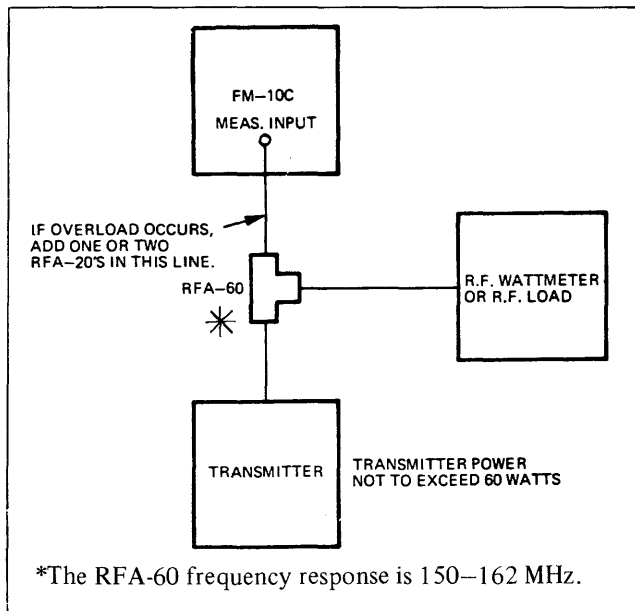 FM-10C
MEAS. INPUT
IF OVERLOAD OCCURS,
ADD ONE OR TWO
RFA-20'S IN THIS LINE.
RFA-60
R.F. WATTMETER
OR R.F. LOAD
TRANSMITTER
TRANSMITTER POWER
NOT TO EXCEED 60 WATTS
*The RFA-60 frequency response is 150–162 MHz.